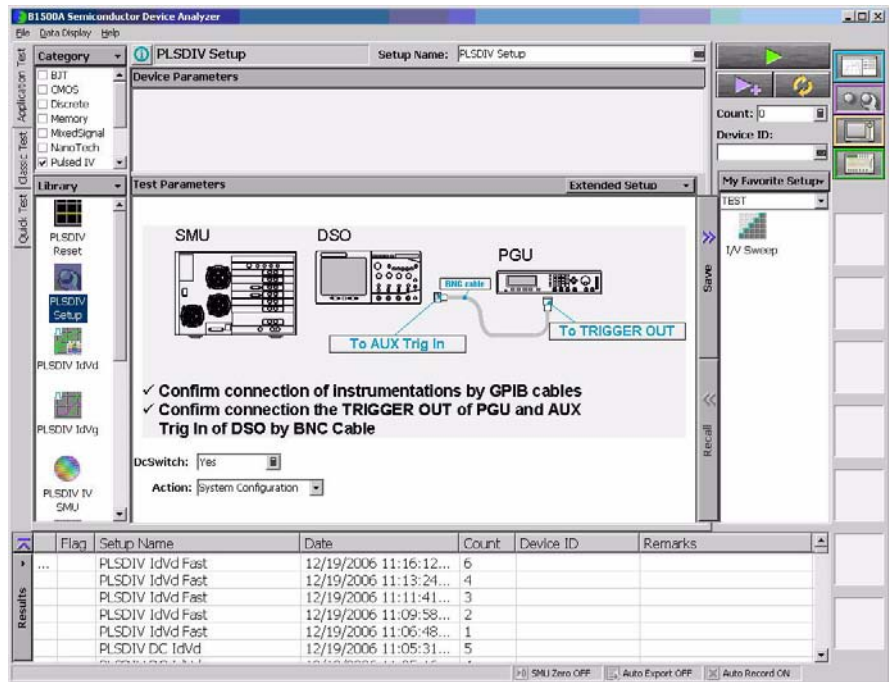 B1500A Semiconductor Device Analyzer
File Data Display Help
Application Test
Classic Test
Quick Test
Category
BJT
CMOS
Discrete
Memory
MixedSignal
NanoTech
Pulsed IV
Library
PLSDIV Reset
PLSDIV Setup
PLSDIV IdVd
PLSDIV IdVg
PLSDIV IV SMU
PLSDIV Setup
Setup Name: PLSDIV Setup
Device Parameters
Test Parameters
Extended Setup
SMU
DSO
PGU
BNC cable
To AUX Trig In
To TRIGGER OUT
✓ Confirm connection of instrumentations by GPIB cables
✓ Confirm connection the TRIGGER OUT of PGU and AUX
Trig In of DSO by BNC Cable
DcSwitch: Yes
Action: System Configuration
Save
Recall
Count: 0
Device ID:
My Favorite Setup
TEST
I/V Sweep
Results
Flag Setup Name Date Count Device ID Remarks
... PLSDIV IdVd Fast 12/19/2006 11:16:12... 6
PLSDIV IdVd Fast 12/19/2006 11:13:24... 4
PLSDIV IdVd Fast 12/19/2006 11:11:41... 3
PLSDIV IdVd Fast 12/19/2006 11:09:58... 2
PLSDIV IdVd Fast 12/19/2006 11:06:48... 1
PLSDIV DC IdVd 12/19/2006 11:05:31... 5
SMU Zero OFF Auto Export OFF Auto Record ON